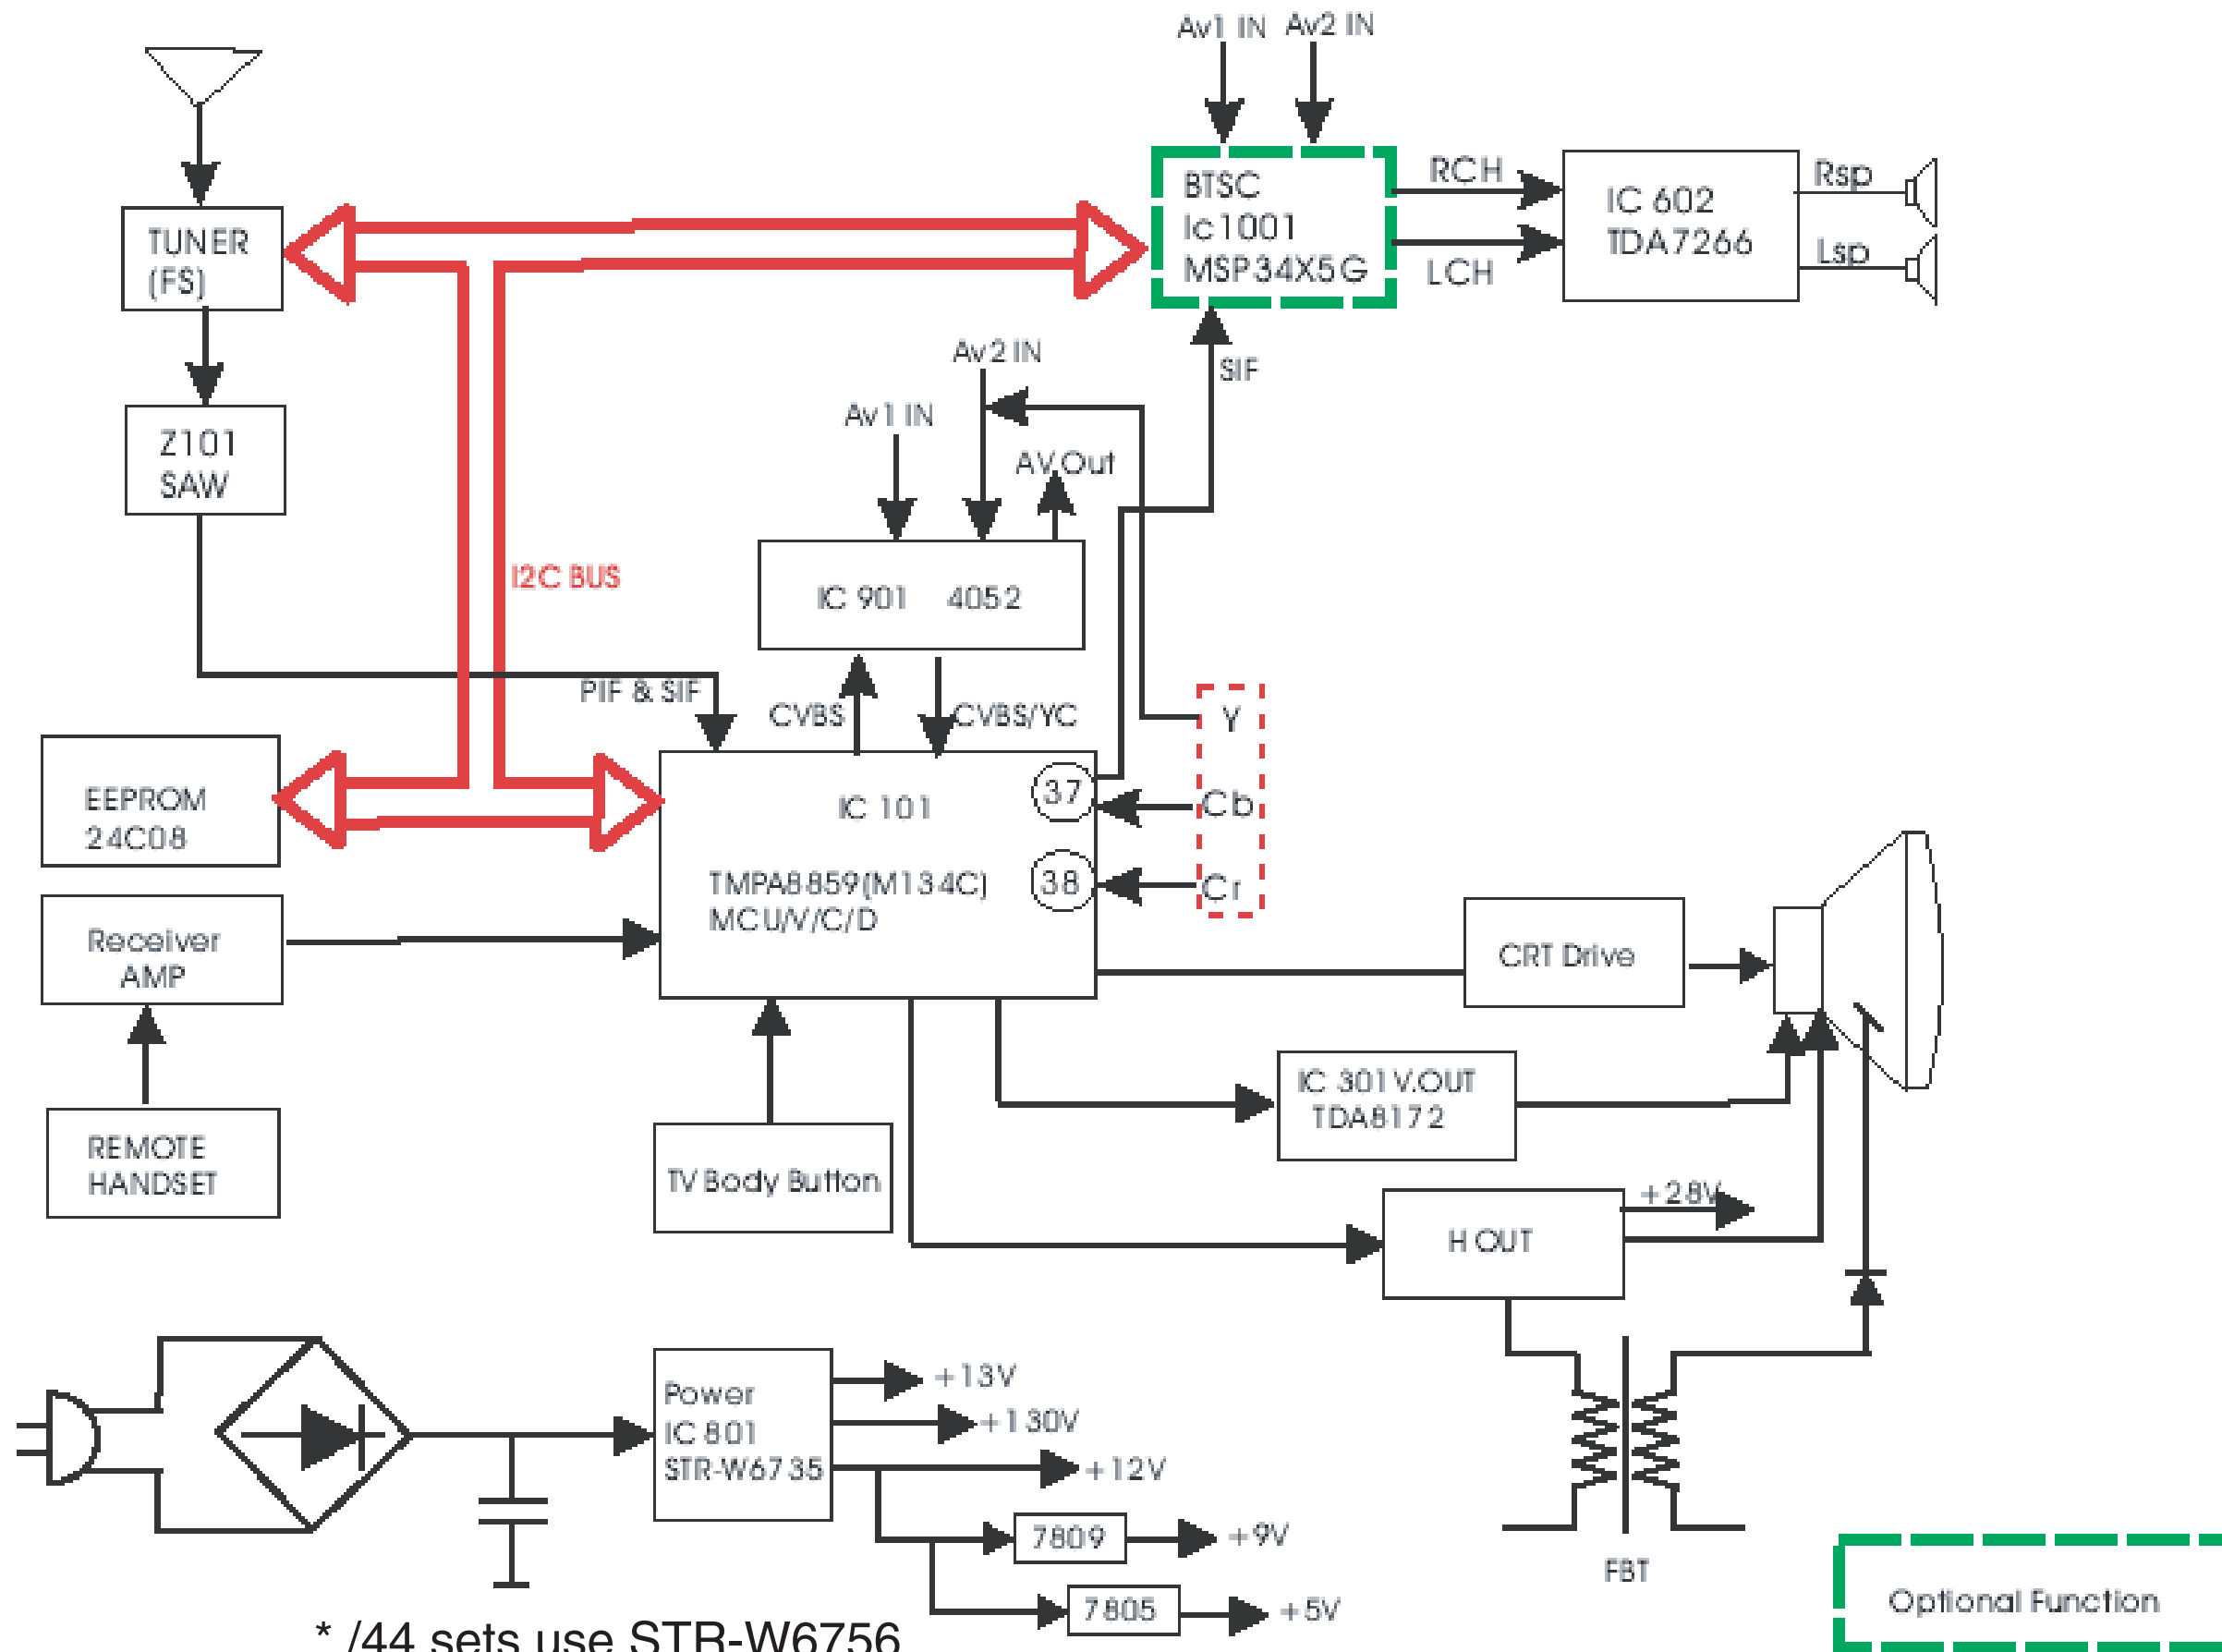 Av1 IN Av2 IN
TUNER
(FS)
BTSC
Ic1001
MSP34X5G
RCH
LCH
IC 602
TDA7266
Rsp
Lsp
Z101
SAW
Av1 IN
Av2 IN
AV.Out
SIF
I2C BUS
IC 901 4052
PIF & SIF
CVBS
CVBS/YC
Y
Cb
Cr
EEPROM
24C08
IC 101
TMPA8859(M134C)
MCU/V/C/D
37
38
Receiver
AMP
REMOTE
HANDSET
TV Body Button
CRT Drive
IC 301V.OUT
TDA8172
H OUT
+28V
Power
IC 801
STR-W6735
+13V
+130V
+12V
7809
+9V
7805
+5V
FBT
Optional Function
* /44 sets use STR-W6756